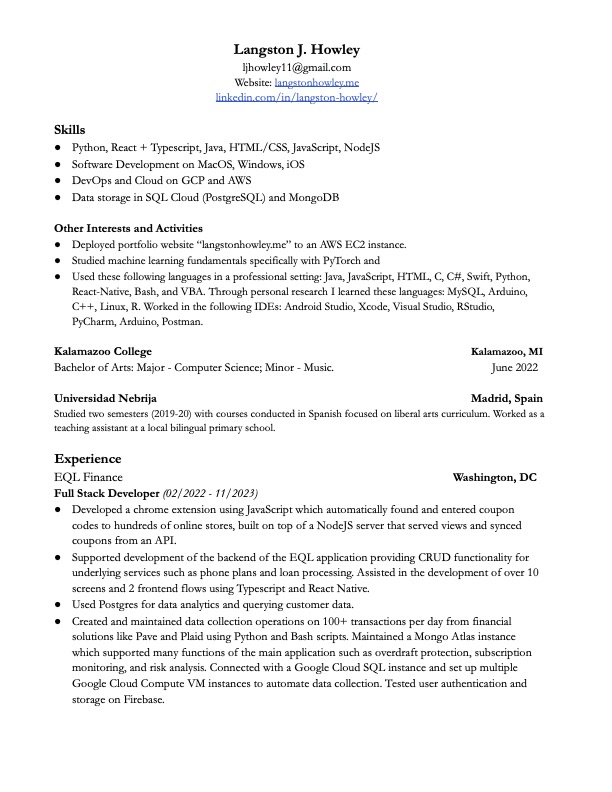 Langston J. Howley
ljhowley11@gmail.com
Website: langstonhowley.me
linkedin.com/in/langston-howley/
Skills
● Python, React + Typescript, Java, HTML/CSS, JavaScript, NodeJS
● Software Development on MacOS, Windows, iOS
● DevOps and Cloud on GCP and AWS
● Data storage in SQL Cloud (PostgreSQL) and MongoDB
Other Interests and Activities
● Deployed portfolio website “langstonhowley.me” to an AWS EC2 instance.
● Studied machine learning fundamentals specifically with PyTorch and
● Used these following languages in a professional setting: Java, JavaScript, HTML, C, C#, Swift, Python,
React-Native, Bash, and VBA. Through personal research I learned these languages: MySQL, Arduino,
C++, Linux, R. Worked in the following IDEs: Android Studio, Xcode, Visual Studio, RStudio,
PyCharm, Arduino, Postman.
Kalamazoo College Kalamazoo, MI
Bachelor of Arts: Major - Computer Science; Minor - Music. June 2022
Universidad Nebrija Madrid, Spain
Studied two semesters (2019-20) with courses conducted in Spanish focused on liberal arts curriculum. Worked as a
teaching assistant at a local bilingual primary school.
Experience
EQL Finance Washington, DC
Full Stack Developer (02/2022 - 11/2023)
● Developed a chrome extension using JavaScript which automatically found and entered coupon
codes to hundreds of online stores, built on top of a NodeJS server that served views and synced
coupons from an API.
● Supported development of the backend of the EQL application providing CRUD functionality for
underlying services such as phone plans and loan processing. Assisted in the development of over 10
screens and 2 frontend flows using Typescript and React Native.
● Used Postgres for data analytics and querying customer data.
● Created and maintained data collection operations on 100+ transactions per day from financial
solutions like Pave and Plaid using Python and Bash scripts. Maintained a Mongo Atlas instance
which supported many functions of the main application such as overdraft protection, subscription
monitoring, and risk analysis. Connected with a Google Cloud SQL instance and set up multiple
Google Cloud Compute VM instances to automate data collection. Tested user authentication and
storage on Firebase.